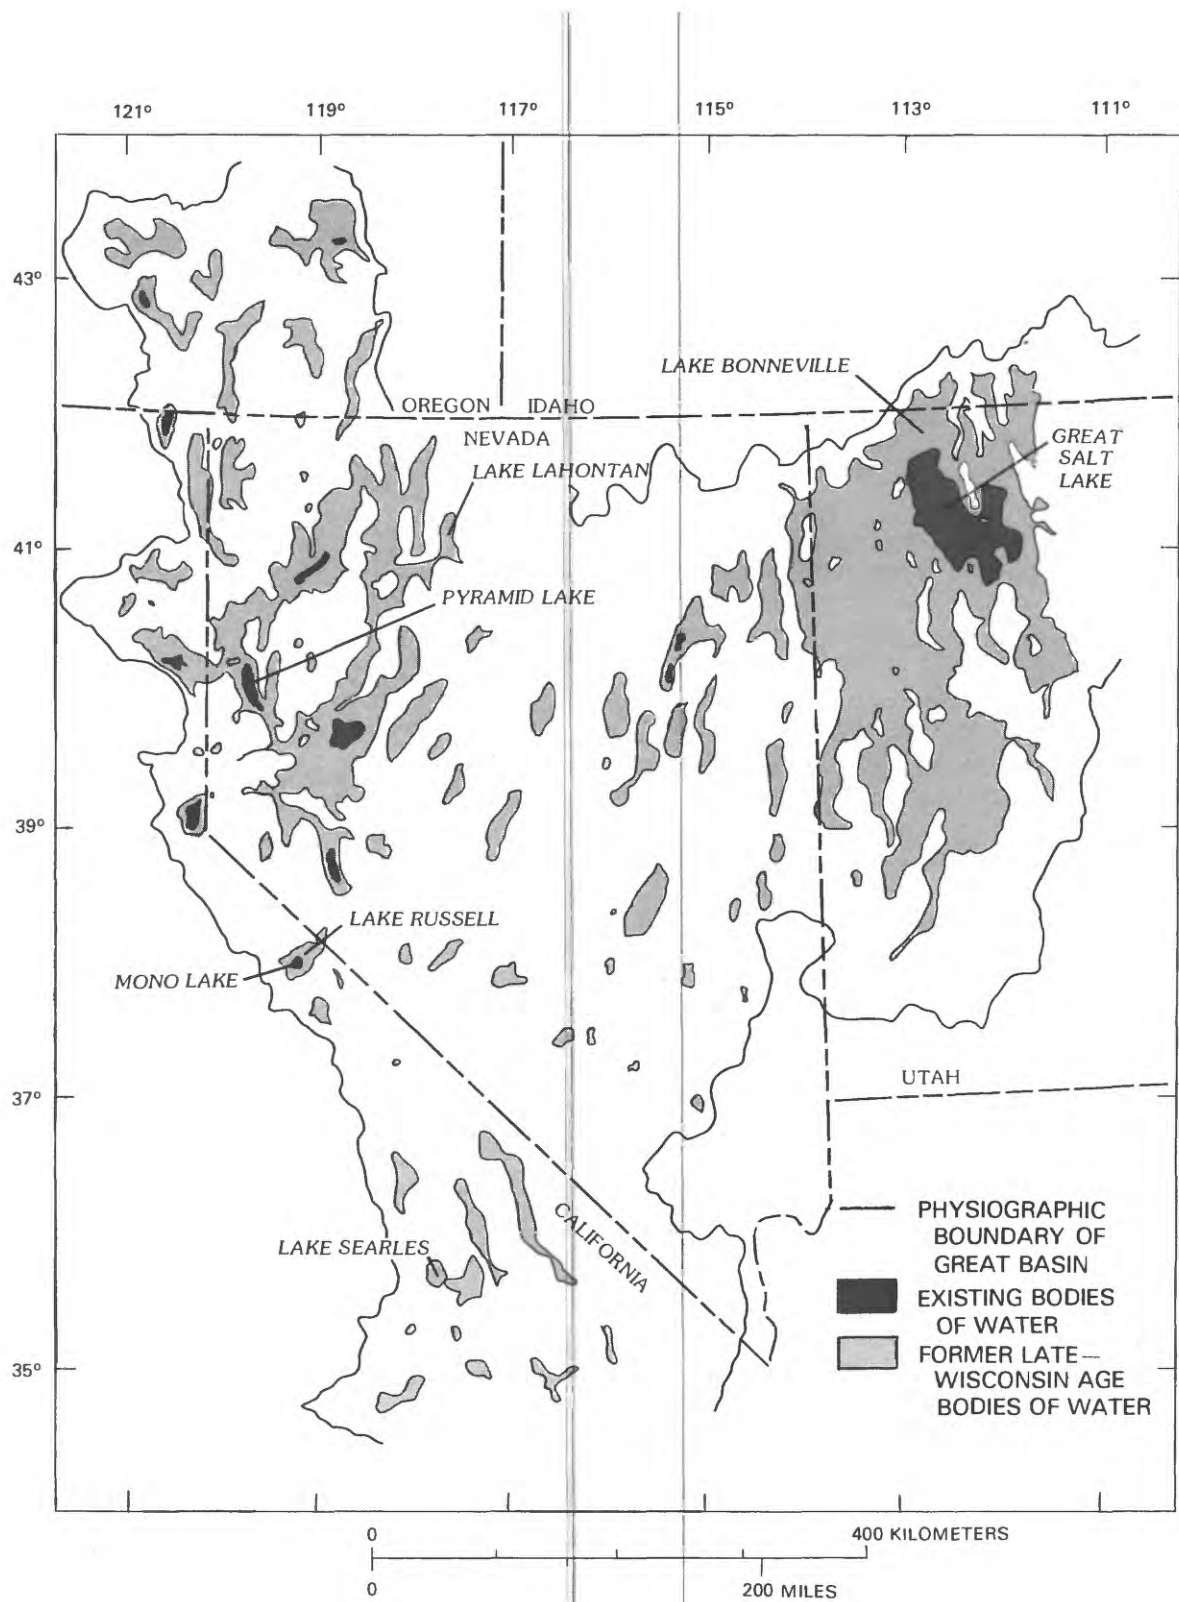 121° 119° 117° 115° 113° 111°
43°
LAKE BONNEVILLE
OREGON IDAHO
NEVADA
GREAT
SALT
LAKE
LAKE LAHONTAN
41°
PYRAMID LAKE
39°
LAKE RUSSELL
MONO LAKE
37°
UTAH
CALIFORNIA
LAKE SEARLES
PHYSIOGRAPHIC
BOUNDARY OF
GREAT BASIN
EXISTING BODIES
OF WATER
FORMER LATE—
WISCONSIN AGE
BODIES OF WATER
35°
0 400 KILOMETERS
0 200 MILES